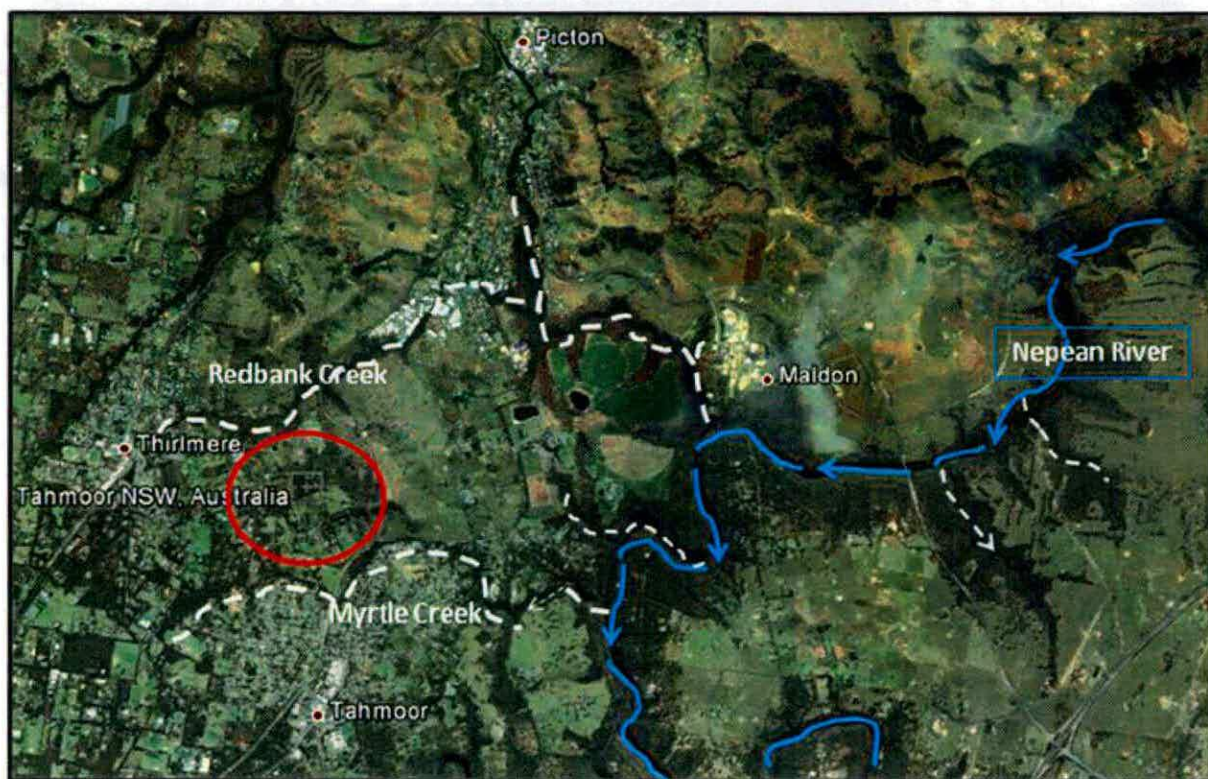 Picton
Nepean River
Maldon
Redbank Creek
Thirlmere
Tahmoor NSW, Australia
Myrtle Creek
Tahmoor